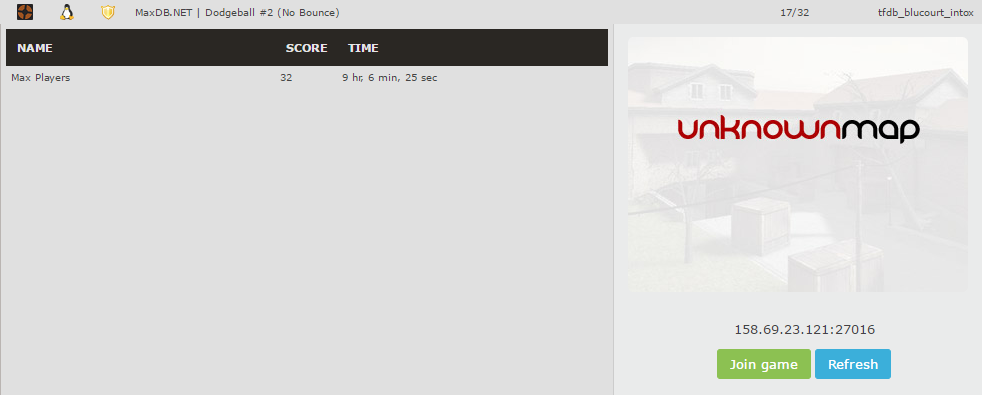 MaxDB.NET | Dodgeball #2 (No Bounce) 17/32 tfdb_blucourt_intox
NAME SCORE TIME
Max Players 32 9 hr, 6 min, 25 sec
unknownmap
158.69.23.121:27016
Join game Refresh